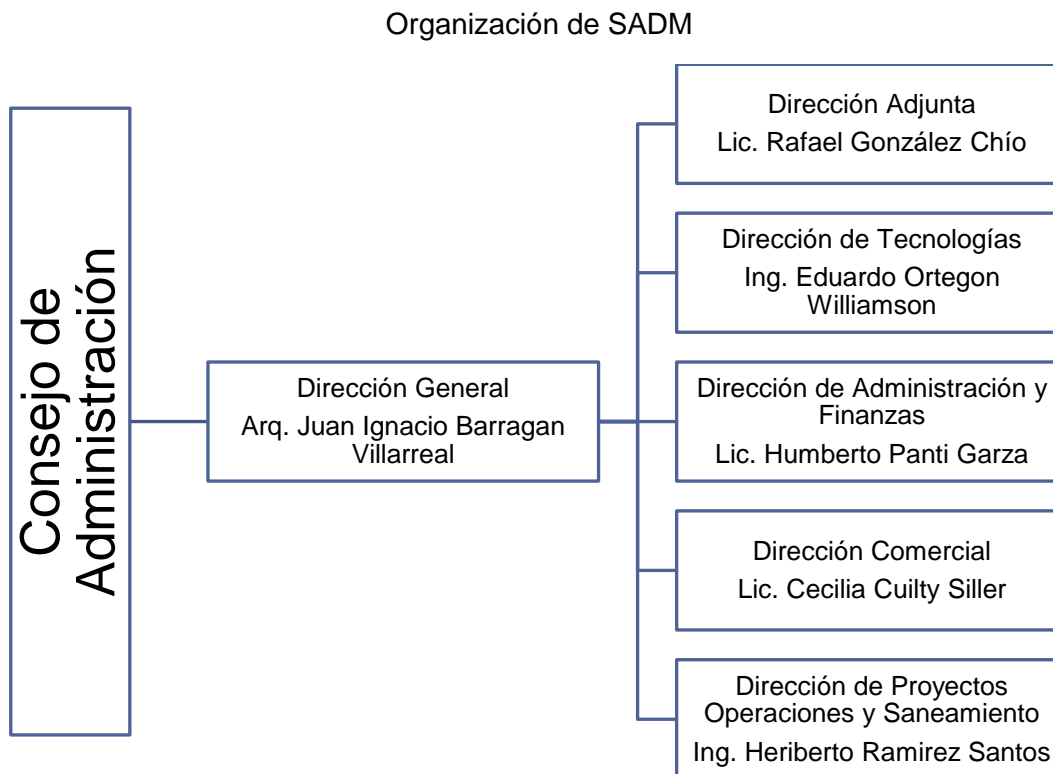 Organización de SADM
Consejo de
Administración
Dirección General
Arq. Juan Ignacio Barragan
Villarreal
Dirección Adjunta
Lic. Rafael González Chío
Dirección de Tecnologías
Ing. Eduardo Ortegon
Williamson
Dirección de Administración y
Finanzas
Lic. Humberto Panti Garza
Dirección Comercial
Lic. Cecilia Cuilty Siller
Dirección de Proyectos
Operaciones y Saneamiento
Ing. Heriberto Ramirez Santos